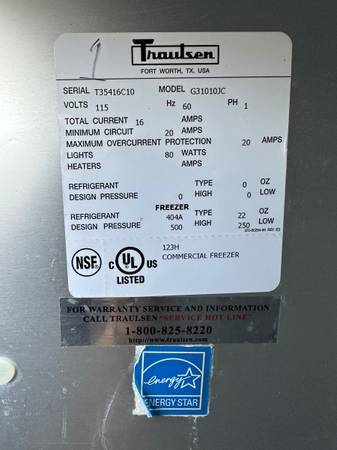 1
Traulsen
FORT WORTH, TX. USA
SERIAL T35416C10 MODEL G31010JC
VOLTS 115 Hz 60 PH 1
TOTAL CURRENT 16 AMPS
MINIMUM CIRCUIT 20 AMPS
MAXIMUM OVERCURRENT PROTECTION 20 AMPS
LIGHTS 80 WATTS
HEATERS AMPS
REFRIGERANT TYPE 0 OZ
DESIGN PRESSURE 0 HIGH 0 LOW
FREEZER
REFRIGERANT 404A TYPE 22 OZ
DESIGN PRESSURE 500 HIGH 250 LOW
NSF
C UL US
LISTED
123H
COMMERCIAL FREEZER
FOR WARRANTY SERVICE AND INFORMATION
CALL TRAULSEN "SERVICE HOT LINE"
1-800-825-8220
http://www.traulsen.com
energy
ENERGY STAR